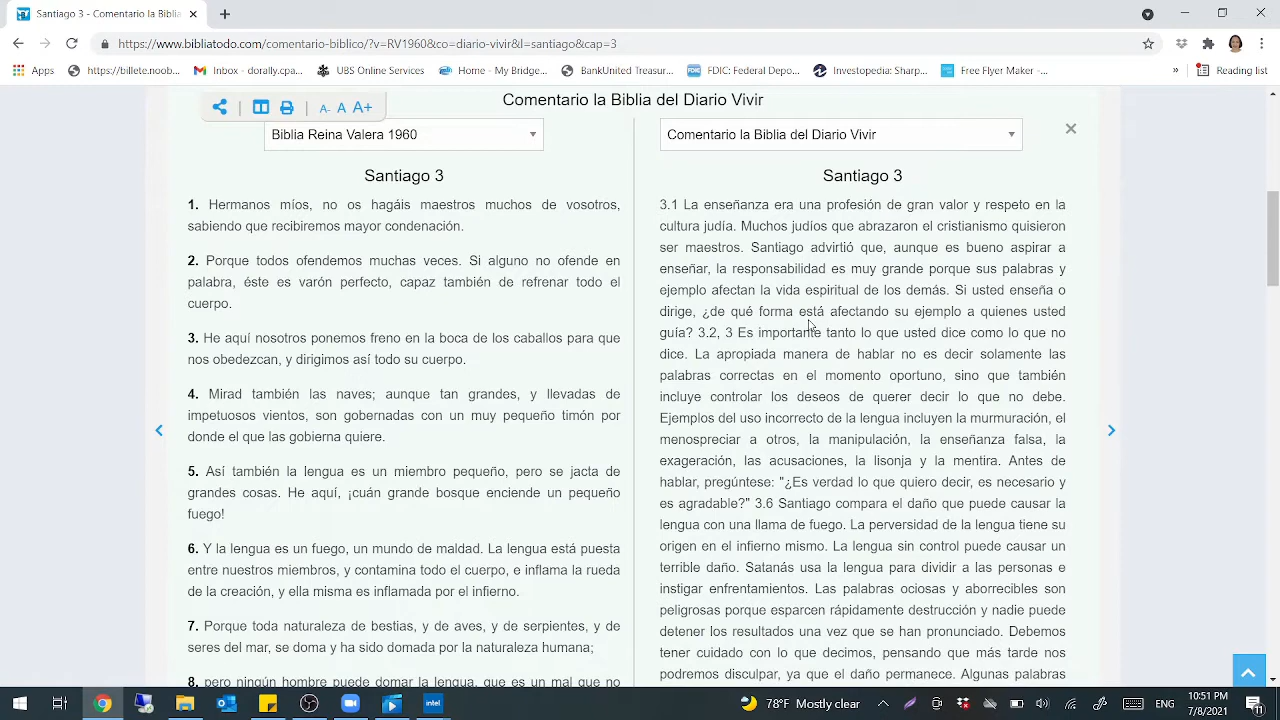 Santiago 3 - Comentario la Biblia
https://www.bibliatodo.com/comentario-biblico/?v=RV1960&co=diario-vivir&l=santiago&cap=3
Apps https://billete.noob... Inbox - dorally.cpa... UBS Online Services Home - My Bridge... BankUnited Treasur... FDIC: Federal Depo... Investopedia: Sharp... Free Flyer Maker -... » Reading list
A- A A+
Comentario la Biblia del Diario Vivir
Biblia Reina Valera 1960
Santiago 3
1. Hermanos míos, no os hagáis maestros muchos de vosotros,
sabiendo que recibiremos mayor condenación.
2. Porque todos ofendemos muchas veces. Si alguno no ofende en
palabra, éste es varón perfecto, capaz también de refrenar todo el
cuerpo.
3. He aquí nosotros ponemos freno en la boca de los caballos para que
nos obedezcan, y dirigimos así todo su cuerpo.
4. Mirad también las naves; aunque tan grandes, y llevadas de
impetuosos vientos, son gobernadas con un muy pequeño timón por
donde el que las gobierna quiere.
5. Así también la lengua es un miembro pequeño, pero se jacta de
grandes cosas. He aquí, ¡cuán grande bosque enciende un pequeño
fuego!
6. Y la lengua es un fuego, un mundo de maldad. La lengua está puesta
entre nuestros miembros, y contamina todo el cuerpo, e inflama la rueda
de la creación, y ella misma es inflamada por el infierno.
7. Porque toda naturaleza de bestias, y de aves, y de serpientes, y de
seres del mar, se doma y ha sido domada por la naturaleza humana;
8. pero ningún hombre puede domar la lengua, que es un mal que no
Comentario la Biblia del Diario Vivir
Santiago 3
3.1 La enseñanza era una profesión de gran valor y respeto en la
cultura judía. Muchos judíos que abrazaron el cristianismo quisieron
ser maestros. Santiago advirtió que, aunque es bueno aspirar a
enseñar, la responsabilidad es muy grande porque sus palabras y
ejemplo afectan la vida espiritual de los demás. Si usted enseña o
dirige, ¿de qué forma está afectando su ejemplo a quienes usted
guía? 3.2, 3 Es importante tanto lo que usted dice como lo que no
dice. La apropiada manera de hablar no es decir solamente las
palabras correctas en el momento oportuno, sino que también
incluye controlar los deseos de querer decir lo que no debe.
Ejemplos del uso incorrecto de la lengua incluyen la murmuración, el
menospreciar a otros, la manipulación, la enseñanza falsa, la
exageración, las acusaciones, la lisonja y la mentira. Antes de
hablar, pregúntese: "¿Es verdad lo que quiero decir, es necesario y
es agradable?" 3.6 Santiago compara el daño que puede causar la
lengua con una llama de fuego. La perversidad de la lengua tiene su
origen en el infierno mismo. La lengua sin control puede causar un
terrible daño. Satanás usa la lengua para dividir a las personas e
instigar enfrentamientos. Las palabras ociosas y aborrecibles son
peligrosas porque esparcen rápidamente destrucción y nadie puede
detener los resultados una vez que se han pronunciado. Debemos
tener cuidado con lo que decimos, pensando que más tarde nos
podremos disculpar, ya que el daño permanece. Algunas palabras
intel
78°F Mostly clear
10:51 PM
7/8/2021